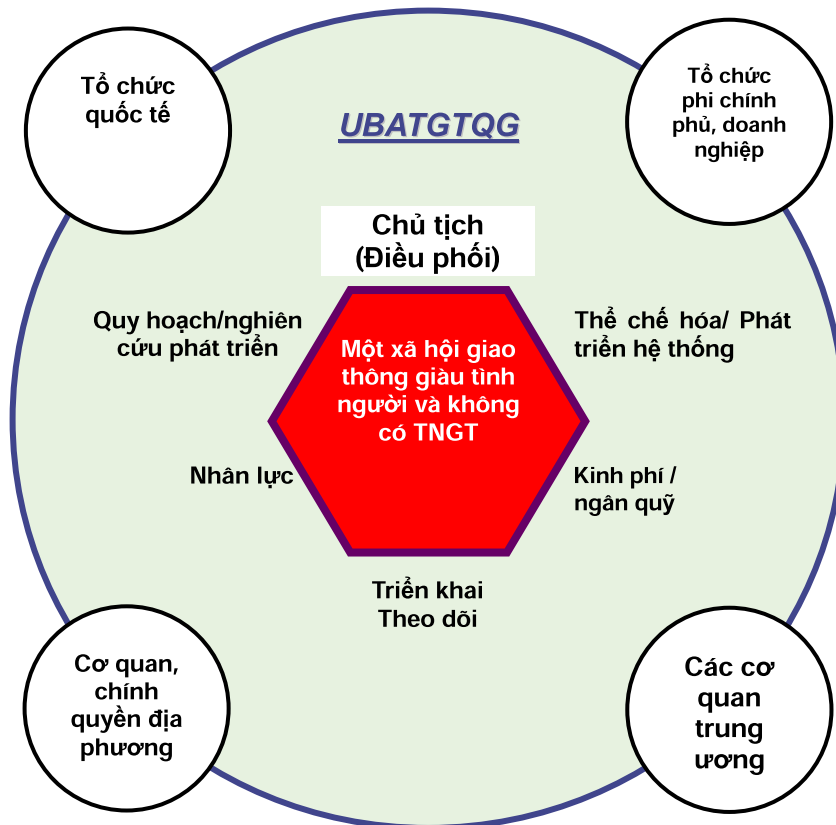 Tổ chức
quốc tế
UBATGTQG
Tổ chức
phi chính
phủ, doanh
nghiệp
Chủ tịch
(Điều phối)
Quy hoạch/nghiên
cứu phát triển
Một xã hội giao
thông giàu tình
người và không
có TNGT
Thể chế hóa/ Phát
triển hệ thống
Nhân lực
Kinh phí /
ngân quỹ
Triển khai
Theo dõi
Cơ quan,
chính
quyền địa
phương
Các cơ
quan
trung
ương